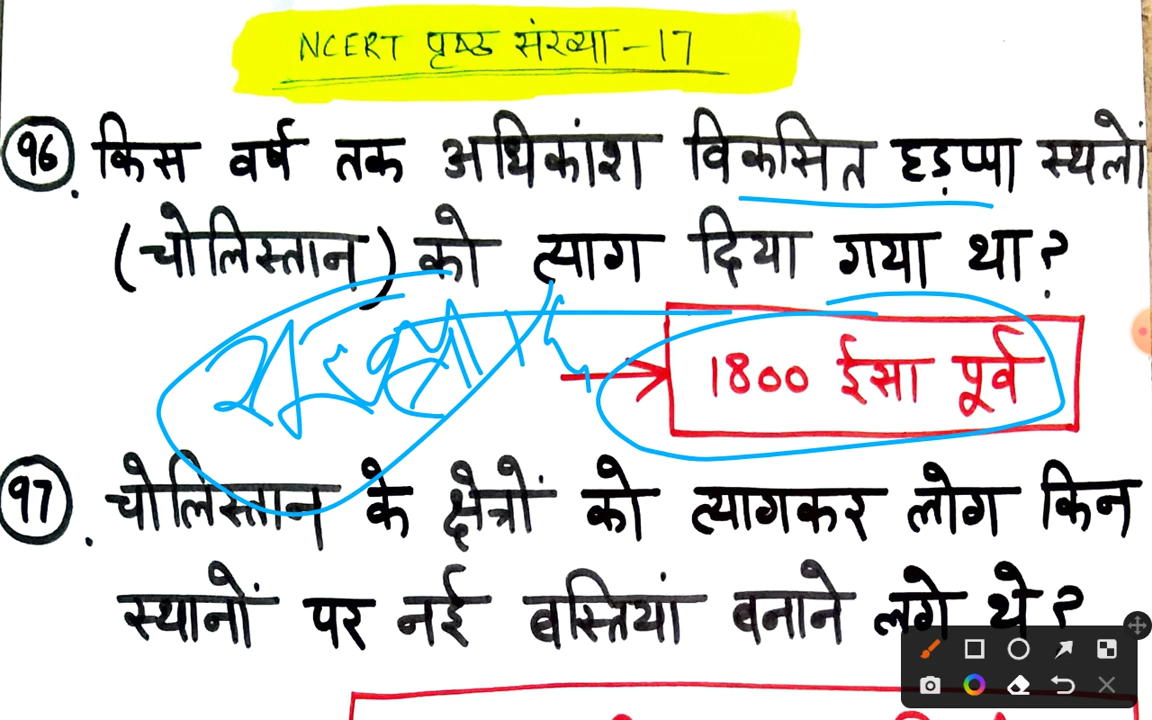 NCERT पृष्ठ संख्या - 17
96. किस वर्ष तक अधिकांश विकसित हड़प्पा स्थलों
(चोलिस्तान) को त्याग दिया गया था?
→ 1800 ईसा पूर्व
97. चोलिस्तान के क्षेत्रों को त्यागकर लोग किन
स्थानों पर नई बस्तियां बनाने लगे थे?